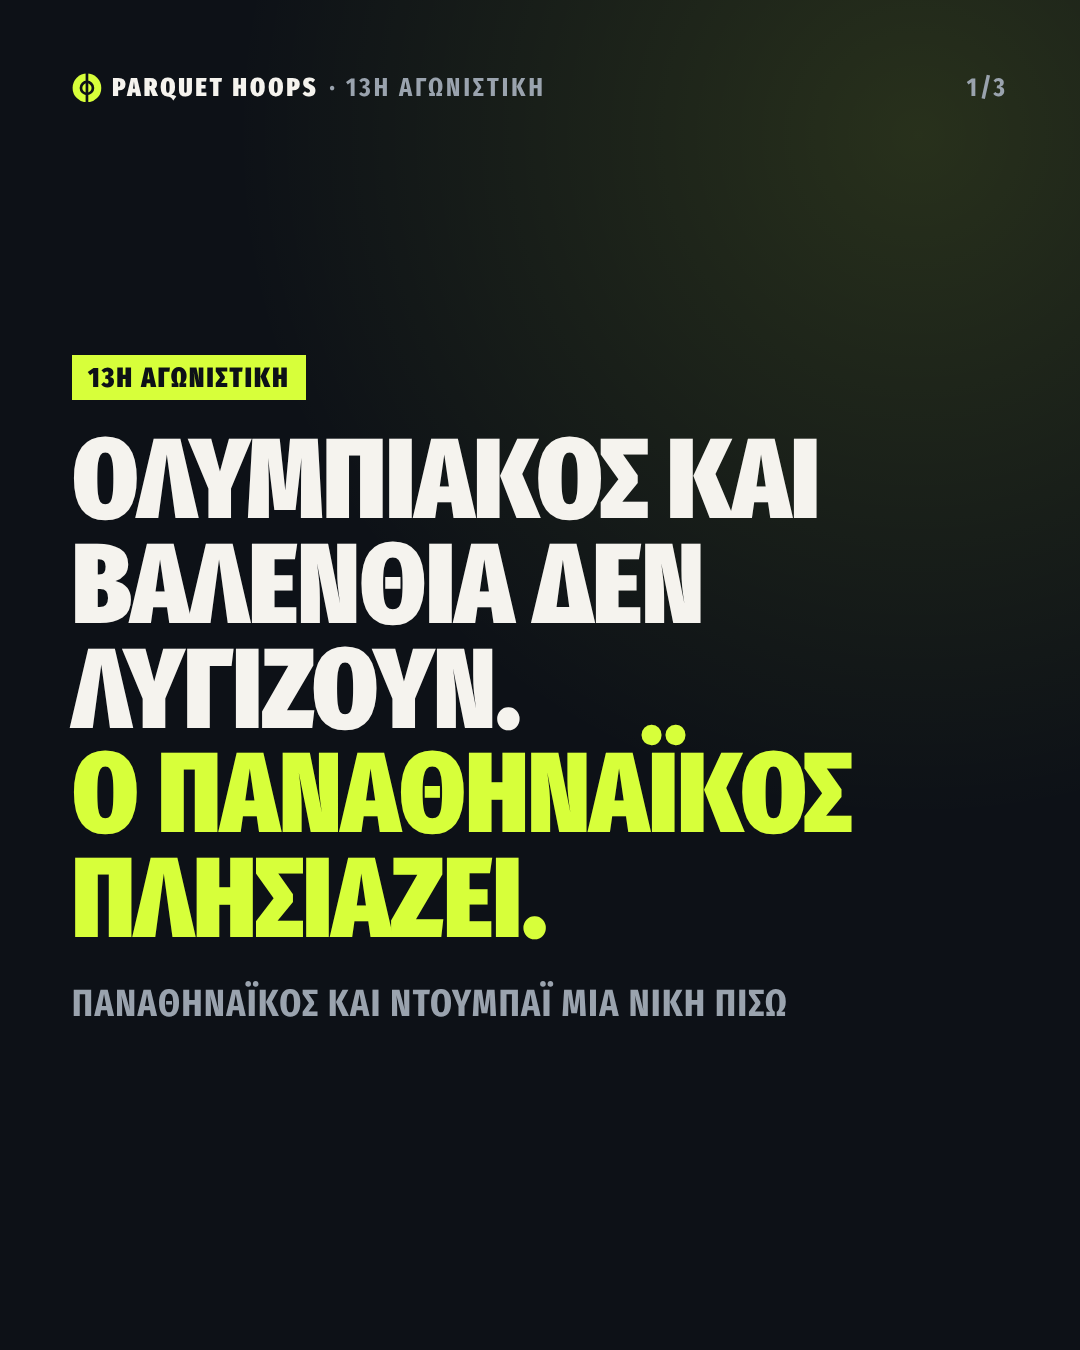 PARQUET HOOPS · 13Η ΑΓΩΝΙΣΤΙΚΗ
1/3
13Η ΑΓΩΝΙΣΤΙΚΗ
ΟΛΥΜΠΙΑΚΟΣ ΚΑΙ
ΒΑΛΕΝΘΙΑ ΔΕΝ
ΛΥΓΙΖΟΥΝ.
Ο ΠΑΝΑΘΗΝΑΪΚΟΣ
ΠΛΗΣΙΑΖΕΙ.
ΠΑΝΑΘΗΝΑΪΚΟΣ ΚΑΙ ΝΤΟΥΜΠΑΪ ΜΙΑ ΝΙΚΗ ΠΙΣΩ